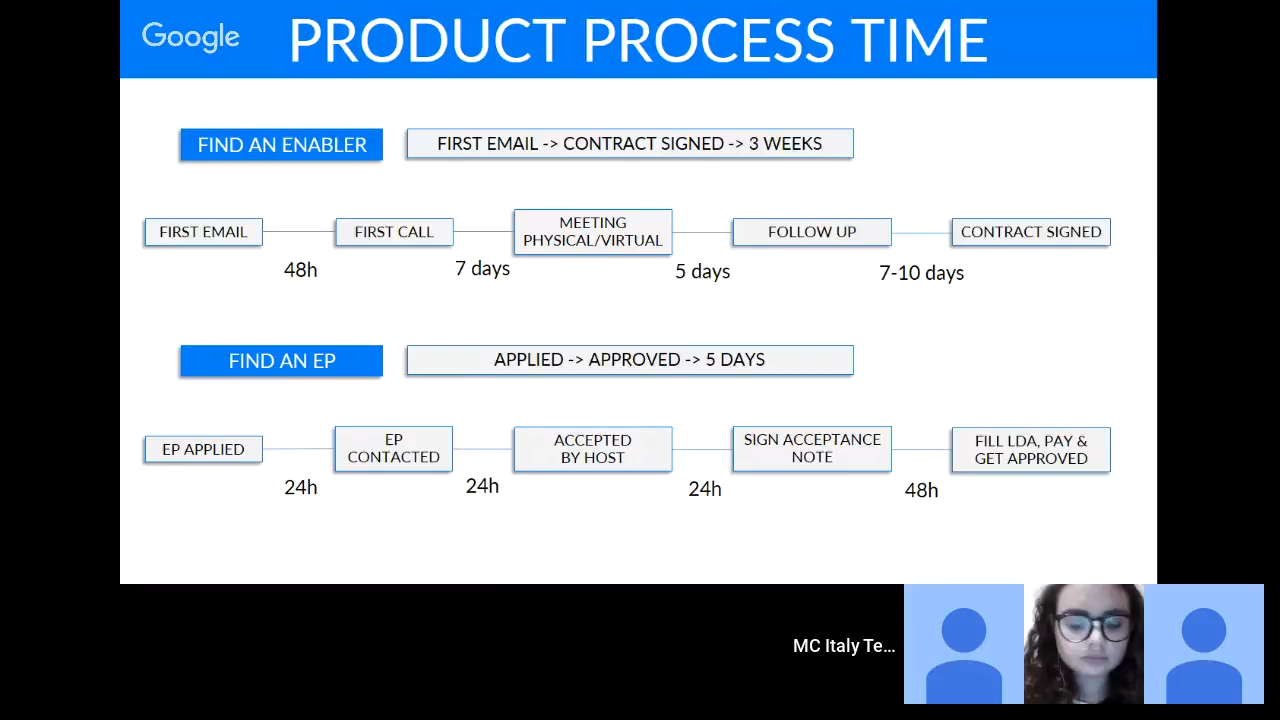 Google
PRODUCT PROCESS TIME
FIND AN ENABLER
FIRST EMAIL -> CONTRACT SIGNED -> 3 WEEKS
FIRST EMAIL
FIRST CALL
MEETING
PHYSICAL/VIRTUAL
FOLLOW UP
CONTRACT SIGNED
48h
7 days
5 days
7-10 days
FIND AN EP
APPLIED -> APPROVED -> 5 DAYS
EP APPLIED
EP
CONTACTED
ACCEPTED
BY HOST
SIGN ACCEPTANCE
NOTE
FILL LDA, PAY &
GET APPROVED
24h
24h
24h
48h
MC Italy Te...